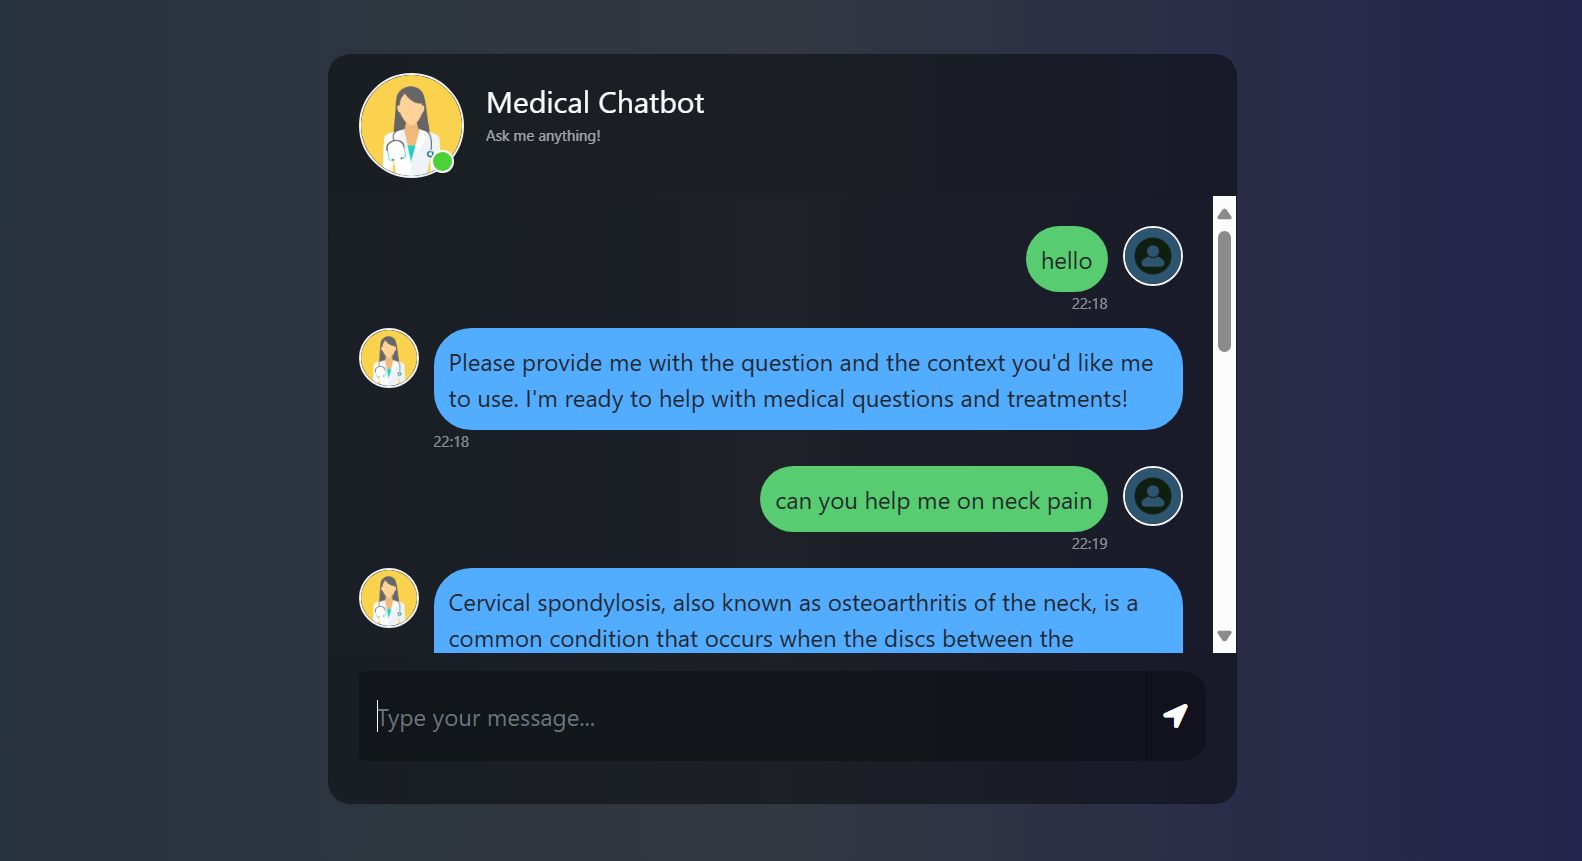 Medical Chatbot
Ask me anything!
hello
22:18
Please provide me with the question and the context you'd like me
to use. I'm ready to help with medical questions and treatments!
22:18
can you help me on neck pain
22:19
Cervical spondylosis, also known as osteoarthritis of the neck, is a
common condition that occurs when the discs between the
Type your message...